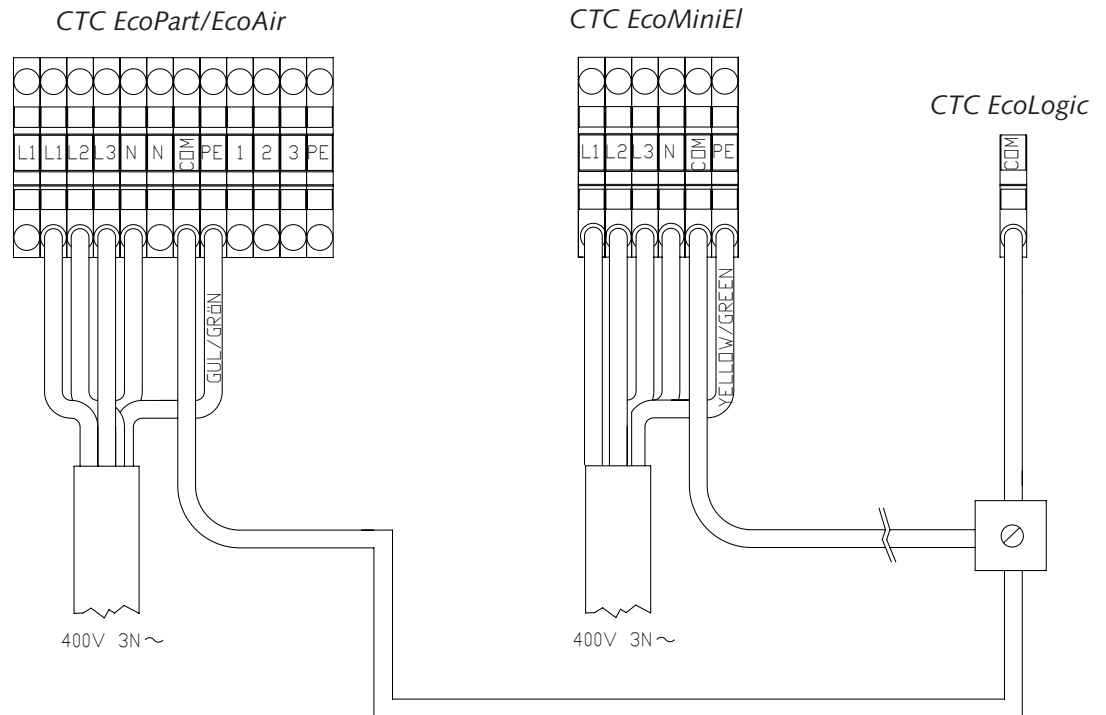 CTC EcoPart/EcoAir
CTC EcoMiniEl
CTC EcoLogic
L1 L1 L2 L3 N N COM PE 1 2 3 PE
L1 L2 L3 N COM PE
COM
GUL/GRÖN
YELLOW/GREEN
400V 3N~
400V 3N~